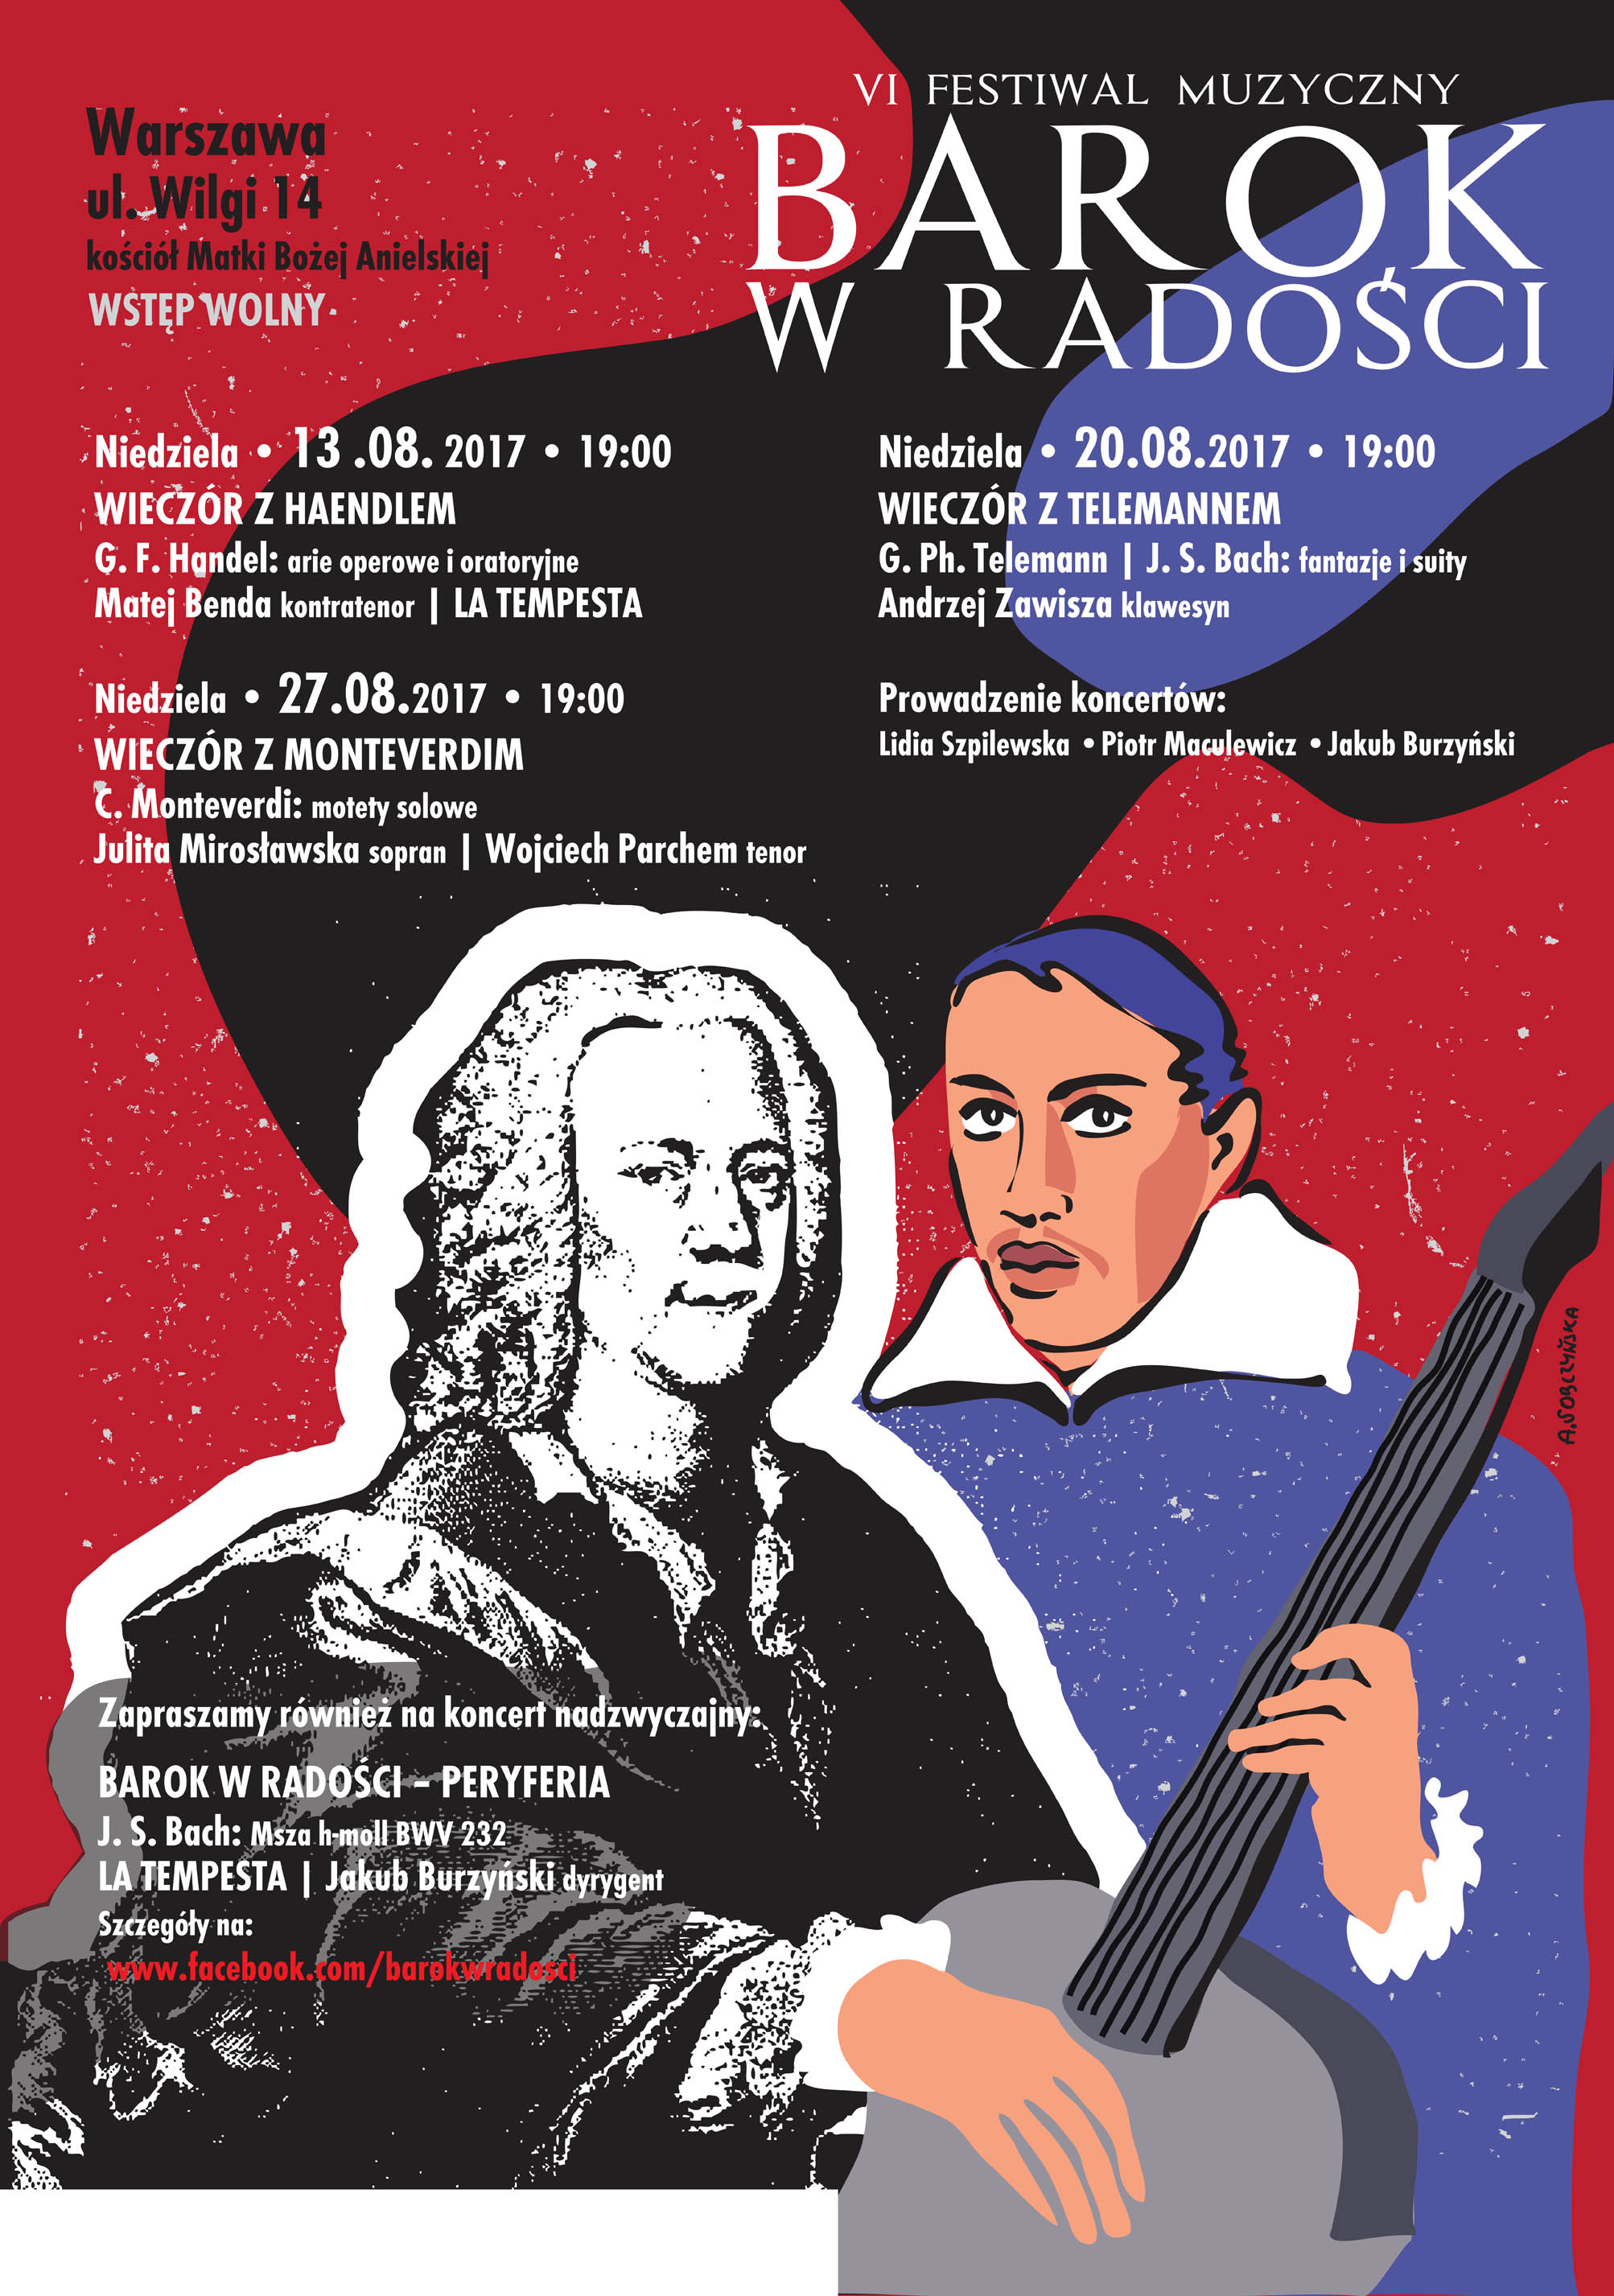 VI FESTIWAL MUZYCZNY
BAROK
W RADOŚCI
Warszawa
ul. Wilgi 14
kościół Matki Bożej Anielskiej
WSTĘP WOLNY
Niedziela • 13 .08. 2017 • 19:00
WIECZÓR Z HAENDLEM
G. F. Handel: arie operowe i oratoryjne
Matej Benda kontratenor | LA TEMPESTA
Niedziela • 20.08.2017 • 19:00
WIECZÓR Z TELEMANNEM
G. Ph. Telemann | J. S. Bach: fantazje i suity
Andrzej Zawisza klawesyn
Niedziela • 27.08.2017 • 19:00
WIECZÓR Z MONTEVERDIM
C. Monteverdi: motety solowe
Julita Mirosławska sopran | Wojciech Parchem tenor
Prowadzenie koncertów:
Lidia Szpilewska • Piotr Maculewicz • Jakub Burzyński
A.SOBCZYŃSKA
Zapraszamy również na koncert nadzwyczajny:
BAROK W RADOŚCI – PERYFERIA
J. S. Bach: Msza h-moll BWV 232
LA TEMPESTA | Jakub Burzyński dyrygent
Szczegóły na:
www.facebook.com/barokwradosci